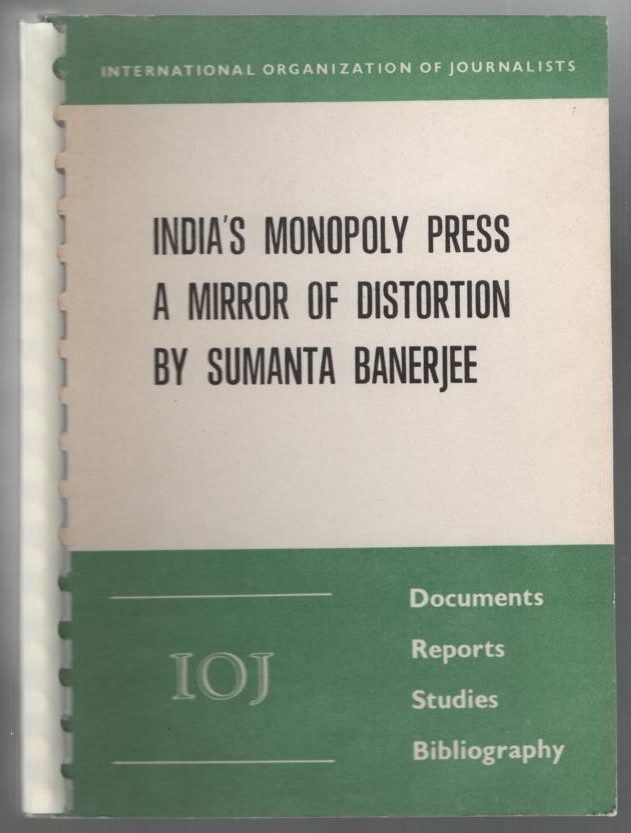 INTERNATIONAL ORGANIZATION OF JOURNALISTS
INDIA'S MONOPOLY PRESS
A MIRROR OF DISTORTION
BY SUMANTA BANERJEE
IOJ
Documents
Reports
Studies
Bibliography